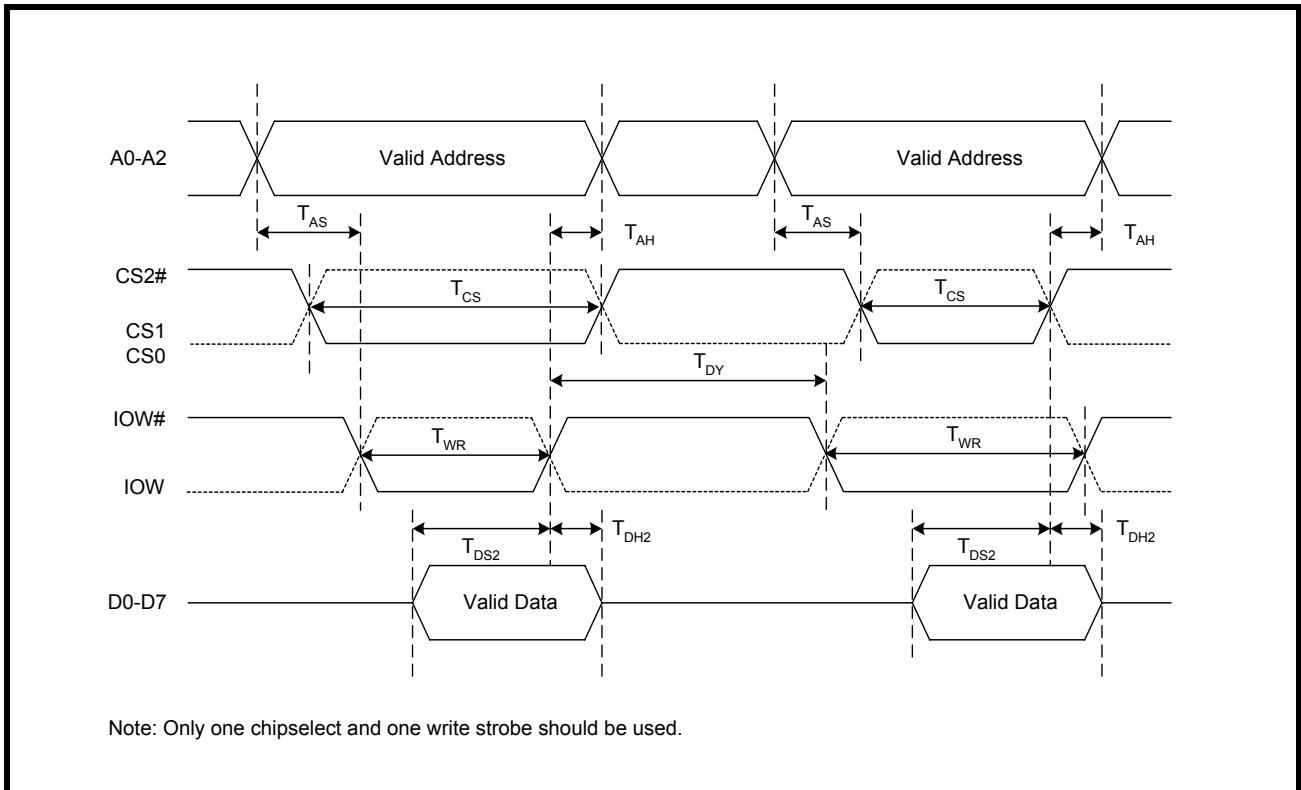 A0-A2 Valid Address Valid Address
TAS TAH TAS TAH
CS2#
TCS TCS
CS1
CS0
TDY
IOW#
TWR TWR
IOW
TDS2 TDH2 TDS2 TDH2
D0-D7 Valid Data Valid Data
Note: Only one chipselect and one write strobe should be used.